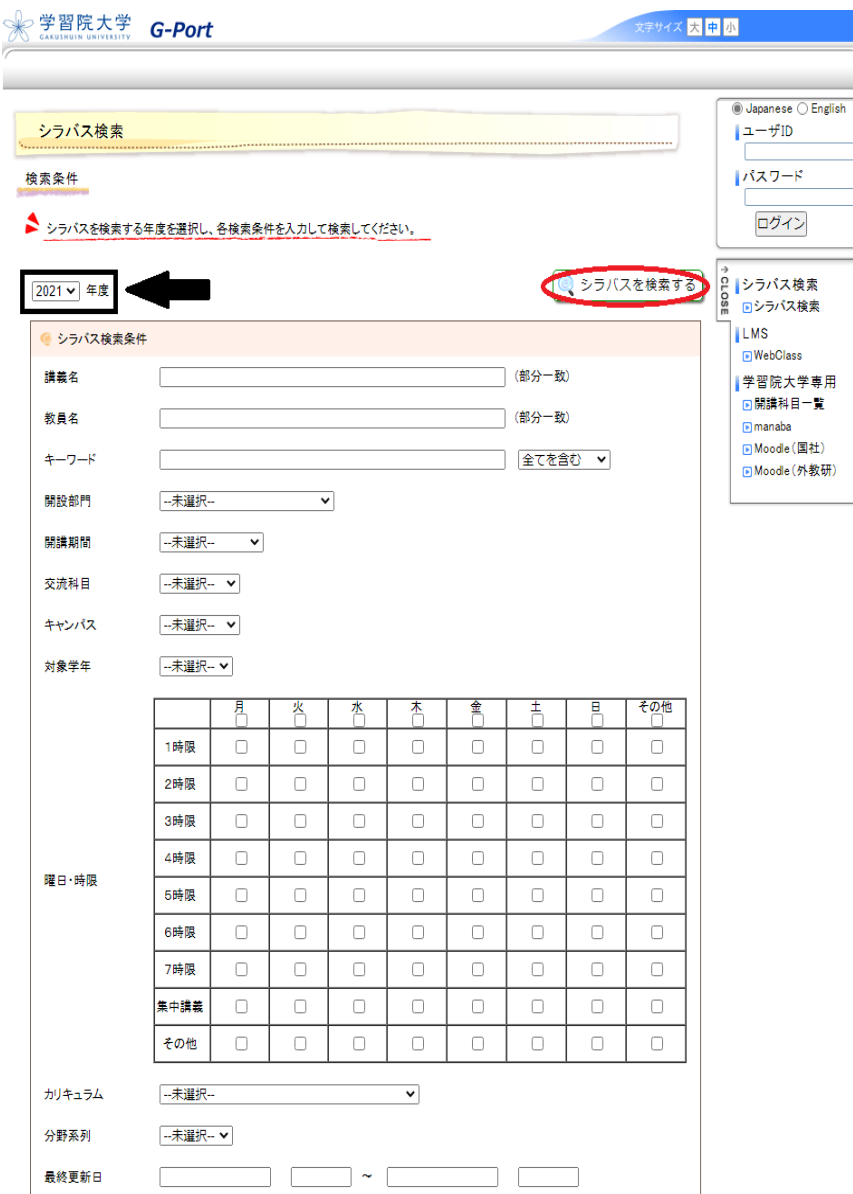 学習院大学
GAKUSHUIN UNIVERSITY
G-Port
文字サイズ 大 中 小
Japanese English
ユーザID
パスワード
ログイン
シラバス検索
検索条件
シラバスを検索する年度を選択し、各検索条件を入力して検索してください。
2021 年度
シラバスを検索する
CLOSE
シラバス検索
シラバス検索
LMS
WebClass
学習院大学専用
開講科目一覧
manaba
Moodle(国社)
Moodle(外教研)
シラバス検索条件
講義名 (部分一致)
教員名 (部分一致)
キーワード 全てを含む
開設部門 --未選択--
開講期間 --未選択--
交流科目 --未選択--
キャンパス --未選択--
対象学年 --未選択--
曜日・時限
月 火 水 木 金 土 日 その他
1時限
2時限
3時限
4時限
5時限
6時限
7時限
集中講義
その他
カリキュラム --未選択--
分野系列 --未選択--
最終更新日 ~